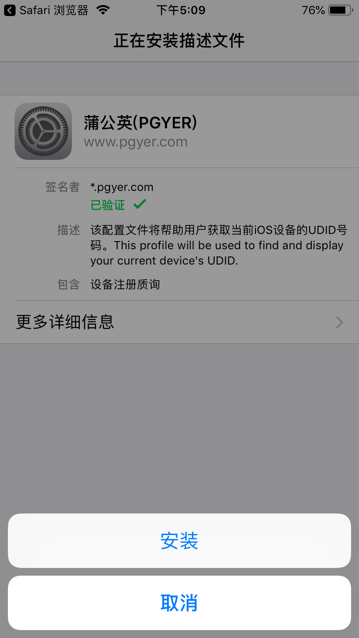 Safari 浏览器 下午5:09 76%
正在安装描述文件
蒲公英(PGYER)
www.pgyer.com
签名者 *.pgyer.com
已验证
描述 该配置文件将帮助用户获取当前iOS设备的UDID号
码。This profile will be used to find and display
your current device's UDID.
包含 设备注册质询
更多详细信息
安装
取消